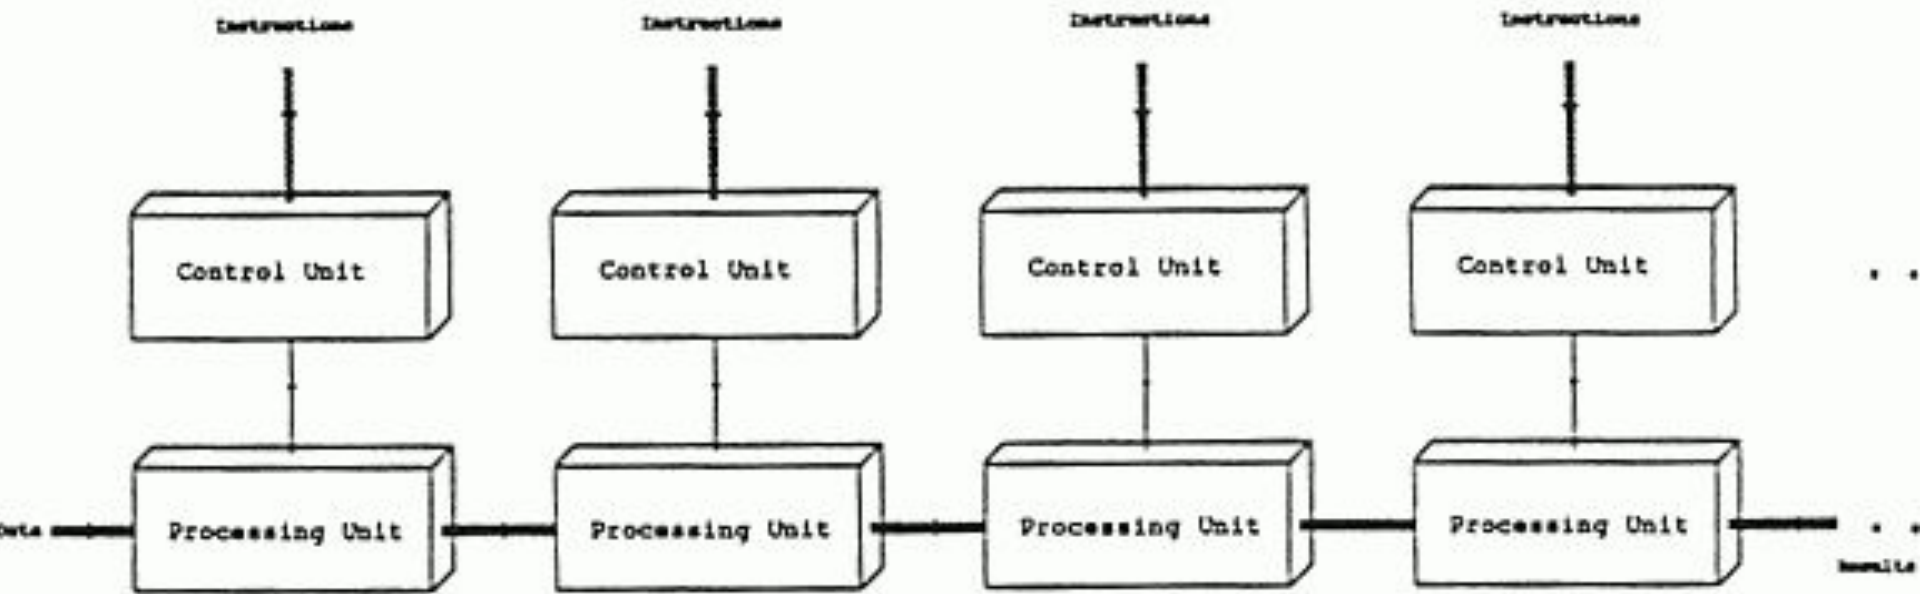 Instructions Instructions Instructions Instructions
Control Unit Control Unit Control Unit Control Unit . .
Data Processing Unit Processing Unit Processing Unit Processing Unit . .
Results